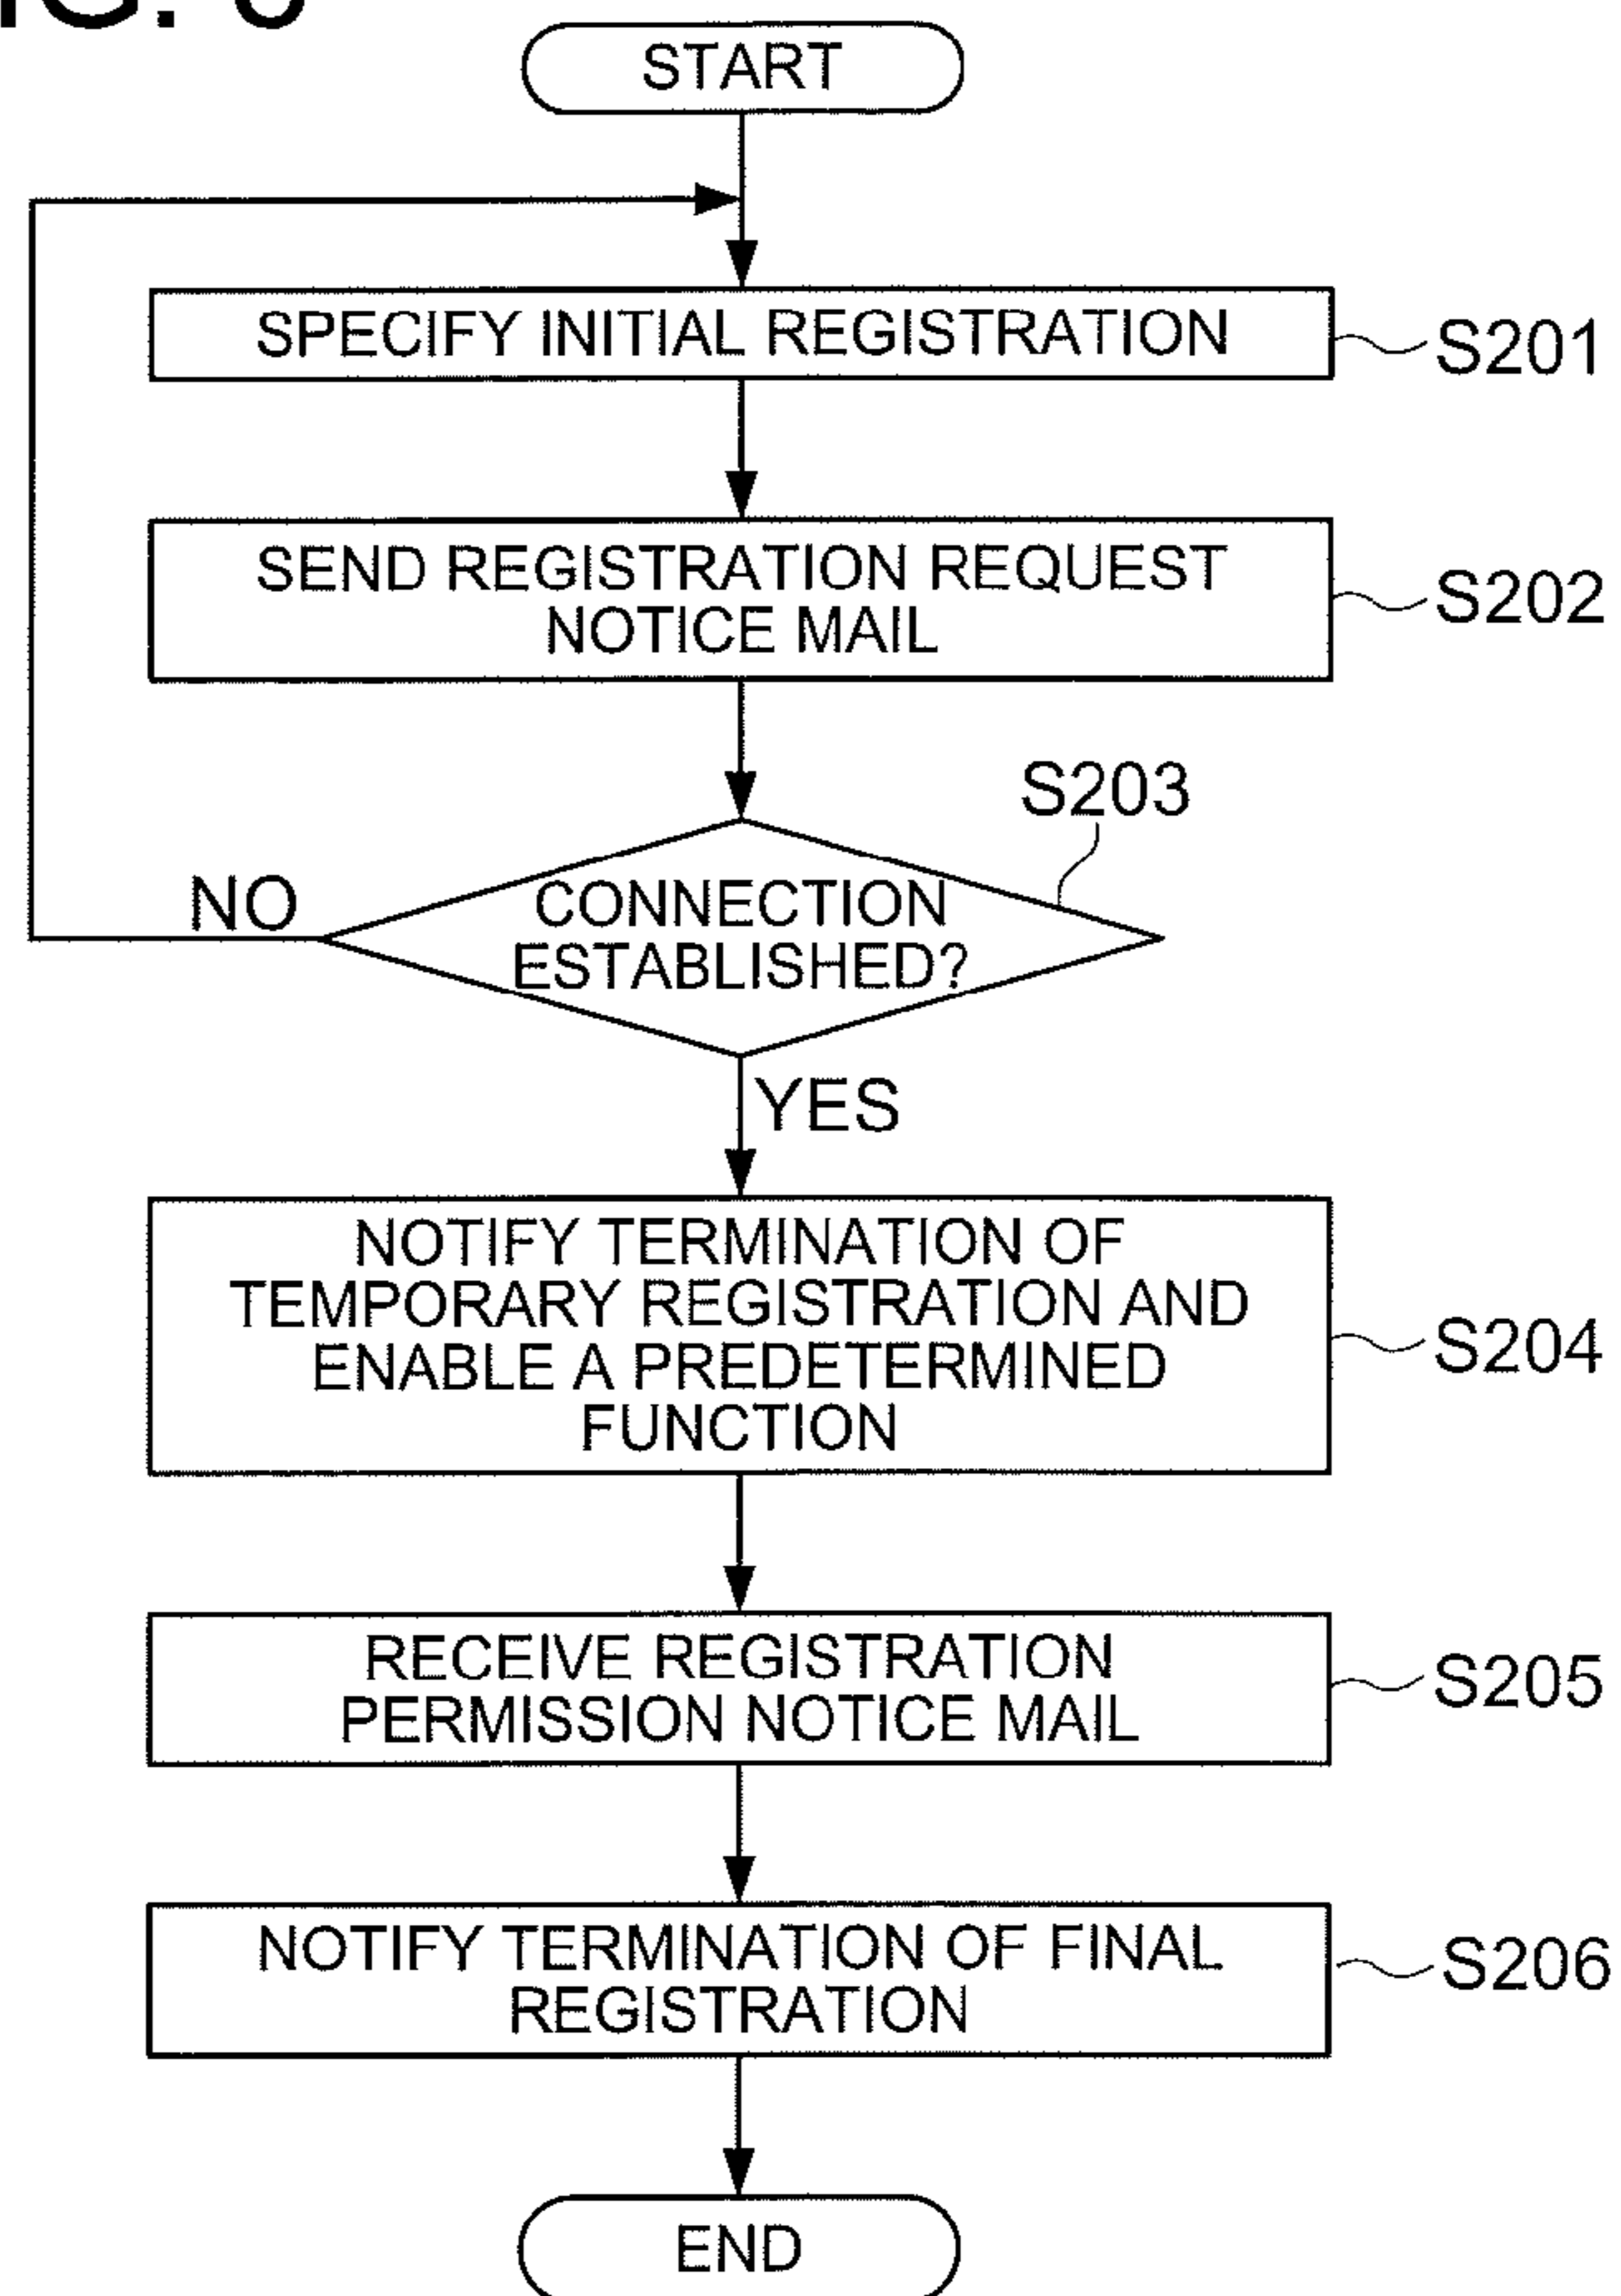 START
SPECIFY INITIAL REGISTRATION
S201
SEND REGISTRATION REQUEST
NOTICE MAIL
S202
S203
CONNECTION
ESTABLISHED?
NO
YES
NOTIFY TERMINATION OF
TEMPORARY REGISTRATION AND
ENABLE A PREDETERMINED
FUNCTION
S204
RECEIVE REGISTRATION
PERMISSION NOTICE MAIL
S205
NOTIFY TERMINATION OF FINAL
REGISTRATION
S206
END